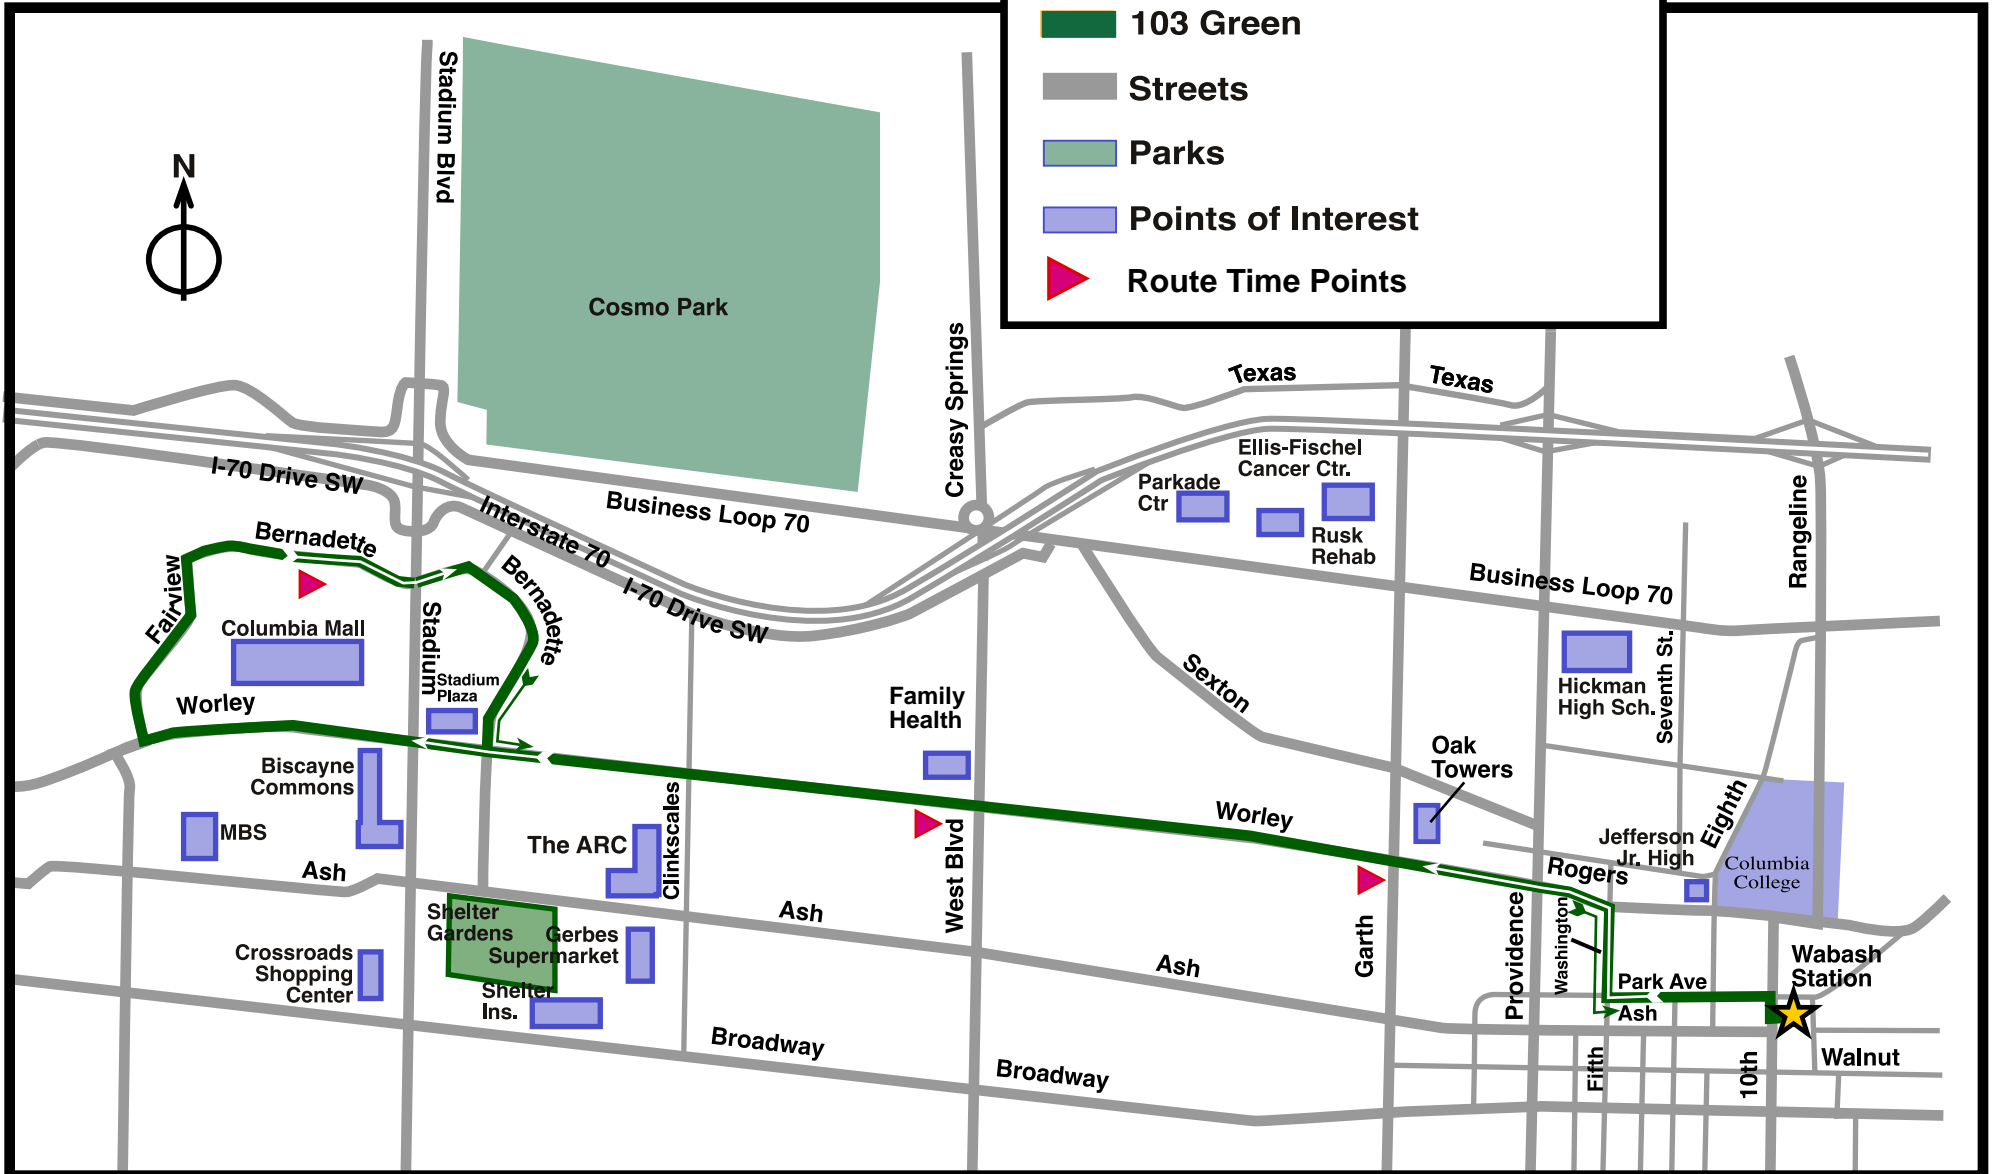 103 Green
Streets
Parks
Points of Interest
Route Time Points
N
Stadium Blvd
Cosmo Park
Creasy Springs
Texas
Texas
I-70 Drive SW
Interstate 70
Business Loop 70
I-70 Drive SW
Ellis-Fischel
Cancer Ctr.
Parkade
Ctr
Rusk
Rehab
Rangeline
Business Loop 70
Bernadette
Bernadette
Fairview
Columbia Mall
Stadium
Stadium
Plaza
Worley
Family
Health
Sexton
Hickman
High Sch.
Seventh St.
Oak
Towers
Biscayne
Commons
MBS
The ARC
Clinkscales
West Blvd
Worley
Jefferson
Jr. High
Eighth
Columbia
College
Rogers
Ash
Shelter
Gardens
Gerbes
Supermarket
Ash
Ash
Garth
Providence
Washington
Crossroads
Shopping
Center
Shelter
Ins.
Park Ave
Ash
Wabash
Station
Broadway
Broadway
Fifth
10th
Walnut